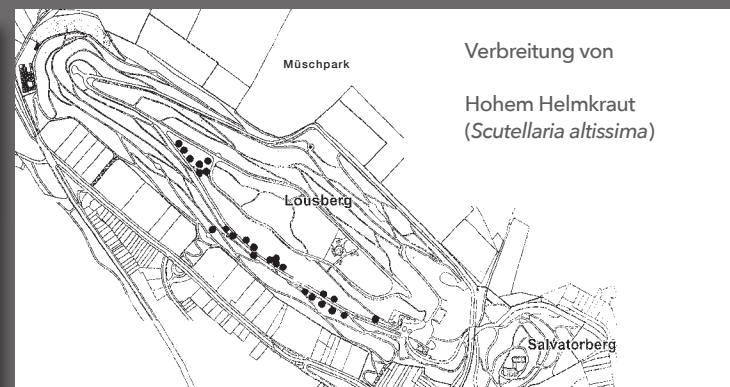 Verbreitung von
Hohem Helmkraut
(Scutellaria altissima)
Müschpark
Lousberg
Salvatorberg